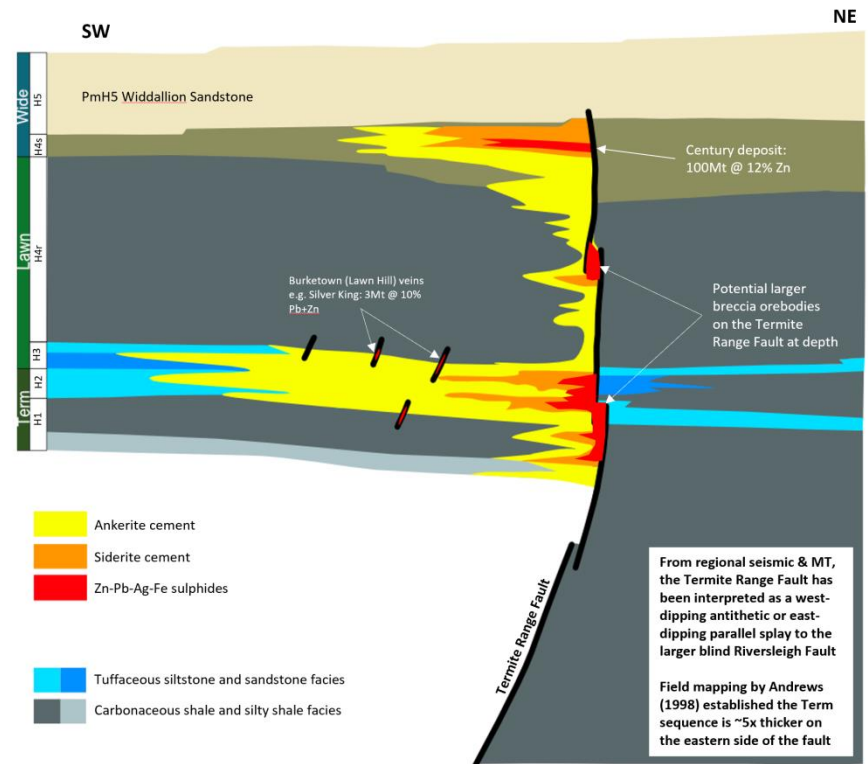 SW
NE
Wide
H5
H4s
Lawn
H4r
H3
Term
H2
H1
PmH5 Widdallion Sandstone
Century deposit:
100Mt @ 12% Zn
Burketown (Lawn Hill) veins
e.g. Silver King: 3Mt @ 10%
Pb+Zn
Potential larger
breccia orebodies
on the Termite
Range Fault at depth
Ankerite cement
Siderite cement
Zn-Pb-Ag-Fe sulphides
Tuffaceous siltstone and sandstone facies
Carbonaceous shale and silty shale facies
Termite Range Fault
From regional seismic & MT,
the Termite Range Fault has
been interpreted as a west-
dipping antithetic or east-
dipping parallel splay to the
larger blind Riversleigh Fault
Field mapping by Andrews
(1998) established the Term
sequence is ~5x thicker on
the eastern side of the fault